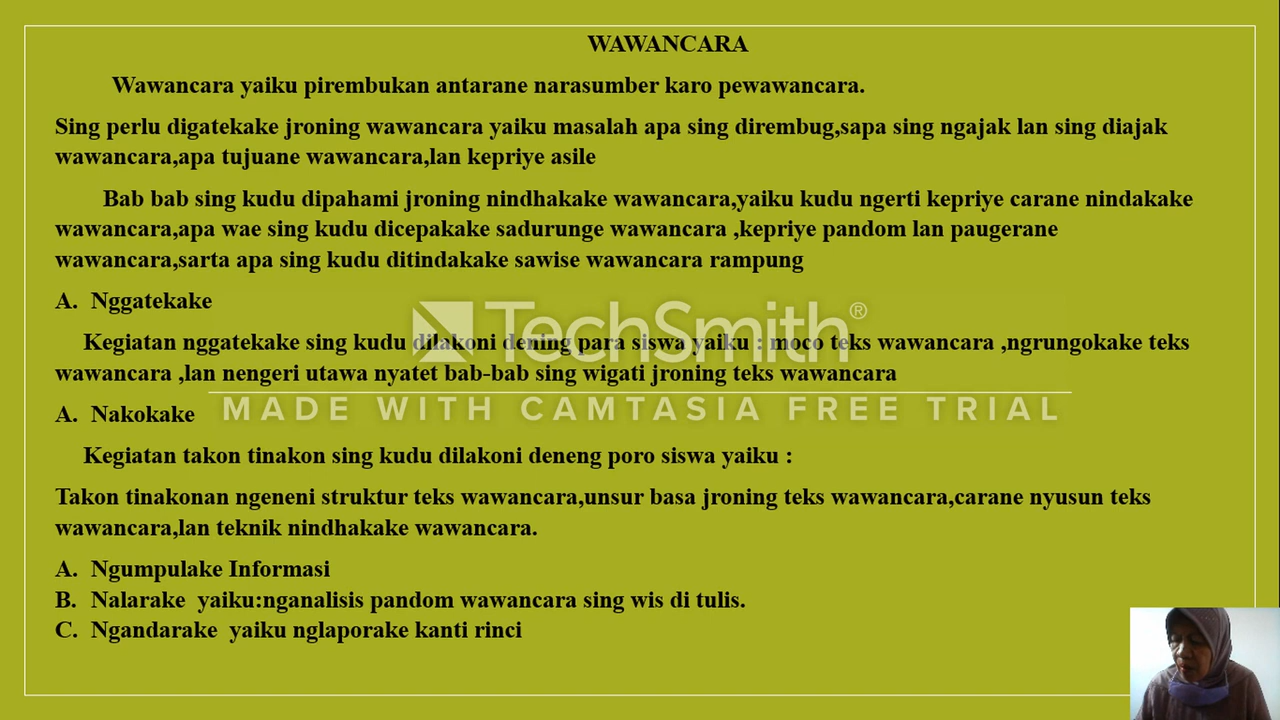 WAWANCARA
Wawancara yaiku pirembukan antarane narasumber karo pewawancara.
Sing perlu digatekake jroning wawancara yaiku masalah apa sing dirembug,sapa sing ngajak lan sing diajak
wawancara,apa tujuane wawancara,lan kepriye asile
Bab bab sing kudu dipahami jroning nindhakake wawancara,yaiku kudu ngerti kepriye carane nindakake
wawancara,apa wae sing kudu dicepakake sadurunge wawancara ,kepriye pandom lan paugerane
wawancara,sarta apa sing kudu ditindakake sawise wawancara rampung
A. Nggatekake
TechSmith®
Kegiatan nggatekake sing kudu dilakoni dening para siswa yaiku : moco teks wawancara ,ngrungokake teks
wawancara ,lan nengeri utawa nyatet bab-bab sing wigati jroning teks wawancara
A. Nakokake
MADE WITH CAMTASIA FREE TRIAL
Kegiatan takon tinakon sing kudu dilakoni deneng poro siswa yaiku :
Takon tinakonan ngeneni struktur teks wawancara,unsur basa jroning teks wawancara,carane nyusun teks
wawancara,lan teknik nindhakake wawancara.
A. Ngumpulake Informasi
B. Nalarake yaiku:nganalisis pandom wawancara sing wis di tulis.
C. Ngandarake yaiku nglaporake kanti rinci